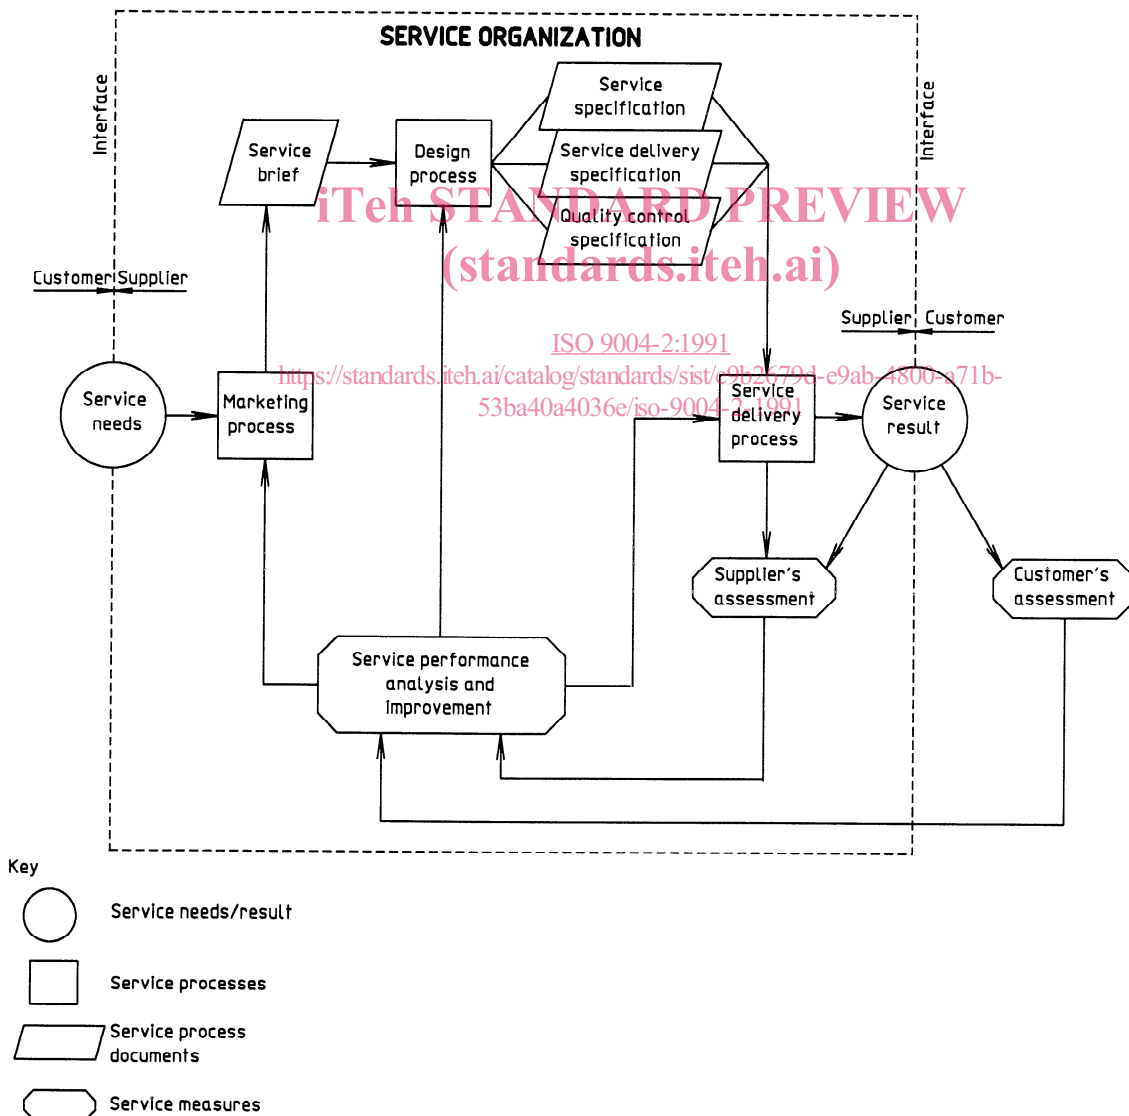 SERVICE ORGANIZATION
Interface
Interface
Service
specification
Service
brief
Design
process
Service delivery
specification
Quality control
specification
iTeh STANDARD PREVIEW
(standards.iteh.ai)
Customer Supplier
Supplier Customer
ISO 9004-2:1991
https://standards.iteh.ai/catalog/standards/sist/c9b2679d-e9ab-4800-a71b-
53ba40a4036e/iso-9004-2-1991
Service
needs
Marketing
process
Service
delivery
process
Service
result
Supplier's
assessment
Customer's
assessment
Service performance
analysis and
improvement
Key
Service needs/result
Service processes
Service process
documents
Service measures